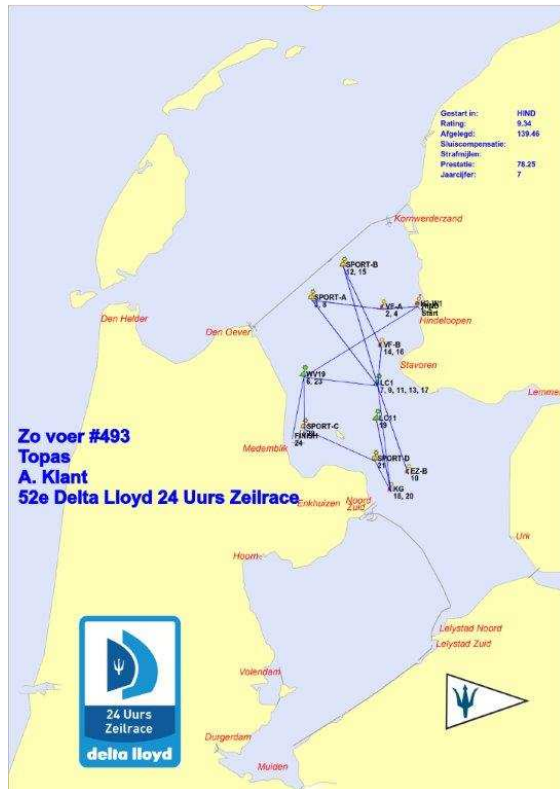 Gestart in: HIND
Rating: 9.34
Afgelegd: 139.46
Sluiscompensatie:
Strafmijlen:
Prestatie: 78.25
Jaarcijfer: 7
Kornwerderzand
SPORT-B
12, 15
SPORT-A
VF-A
2, 4
Start
Hindeloopen
Den Helder
Den Oever
VF-B
14, 16
Stavoren
WV19
6, 23
LC1
7, 9, 11, 13, 17
Lemmer
LC11
19
SPORT-C
FINISH
24
Medemblik
Zo voer #493
Topas
A. Klant
52e Delta Lloyd 24 Uurs Zeilrace
SPORT-D
21
EZ-B
10
KG
18, 20
Enkhuizen Noord
Zuid
Urk
Hoorn
Lelystad Noord
Lelystad Zuid
Volendam
24 Uurs
Zeilrace
delta lloyd
Durgerdam
Muiden